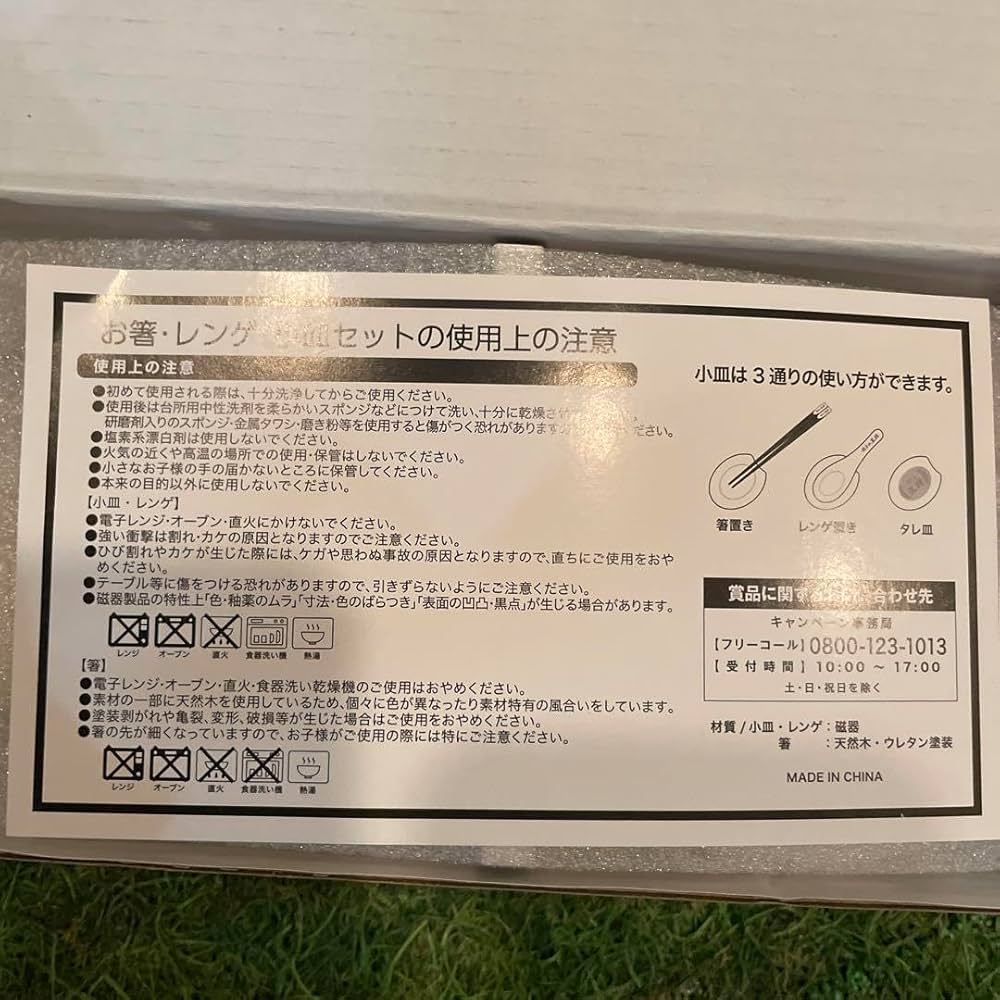 お箸・レンゲ 小皿セットの使用上の注意
使用上の注意
●初めて使用される際は、十分洗浄してからご使用ください。
●使用後は台所用中性洗剤を柔らかいスポンジなどにつけて洗い、十分に乾燥させ
研磨剤入りのスポンジ・金属タワシ・磨き粉等を使用すると傷がつく恐れがあります ださい。
●塩素系漂白剤は使用しないでください。
●火気の近くや高温の場所での使用・保管はしないでください。
●小さなお子様の手の届かないところに保管してください。
●本来の目的以外に使用しないでください。
【小皿・レンゲ】
●電子レンジ・オーブン・直火にかけないでください。
●強い衝撃は割れ・カケの原因となりますのでご注意ください。
●ひび割れやカケが生じた際には、ケガや思わぬ事故の原因となりますので、直ちにご使用をおや
めください。
●テーブル等に傷をつける恐れがありますので、引きずらないようにご注意ください。
●磁器製品の特性上「色・釉薬のムラ」「寸法・色のばらつき」「表面の凹凸・黒点」が生じる場合があります。
レンジ オーブン 直火 食器洗い機 熱湯
【箸】
●電子レンジ・オーブン・直火・食器洗い乾燥機のご使用はおやめください。
●素材の一部に天然木を使用しているため、個々に色が異なったり素材特有の風合いをしています。
●塗装剥がれや亀裂、変形、破損等が生じた場合はご使用をおやめください。
●箸の先が細くなっていますので、お子様がご使用の際には特にご注意ください。
レンジ オーブン 直火 食器洗い機 熱湯
小皿は3通りの使い方ができます。
箸置き レンゲ置き タレ皿
賞品に関するお問い合わせ先
キャンペーン事務局
【フリーコール】0800-123-1013
【受付時間】10:00 ～ 17:00
土・日・祝日を除く
材質/小皿・レンゲ：磁器
箸 ：天然木・ウレタン塗装
MADE IN CHINA